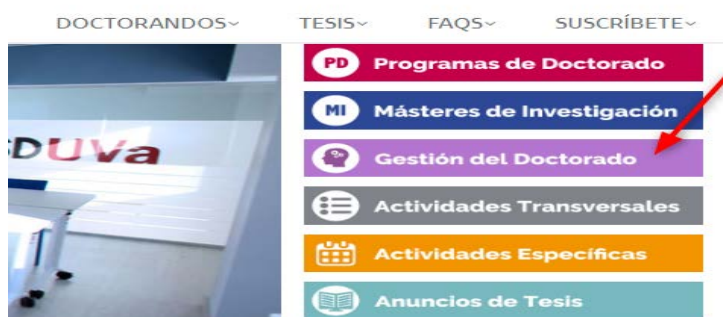 DOCTORANDOS TESIS FAQS SUSCRÍBETE
PD Programas de Doctorado
MI Másteres de Investigación
DUVa
Gestión del Doctorado
Actividades Transversales
Actividades Específicas
Anuncios de Tesis